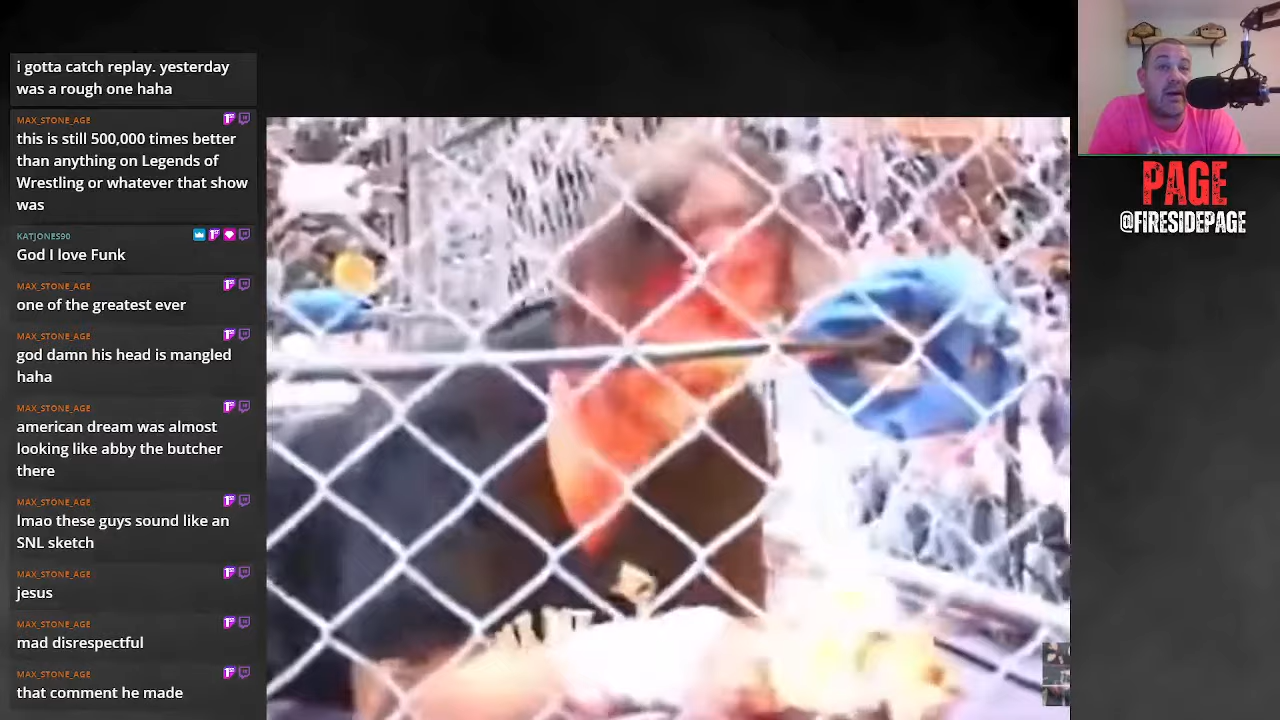 i gotta catch replay. yesterday
was a rough one haha
MAX_STONE_AGE
this is still 500,000 times better
than anything on Legends of
Wrestling or whatever that show
was
KATJONES90
God I love Funk
MAX_STONE_AGE
one of the greatest ever
MAX_STONE_AGE
god damn his head is mangled
haha
MAX_STONE_AGE
american dream was almost
looking like abby the butcher
there
MAX_STONE_AGE
lmao these guys sound like an
SNL sketch
MAX_STONE_AGE
jesus
MAX_STONE_AGE
mad disrespectful
MAX_STONE_AGE
that comment he made
PAGE
@FIRESIDEPAGE